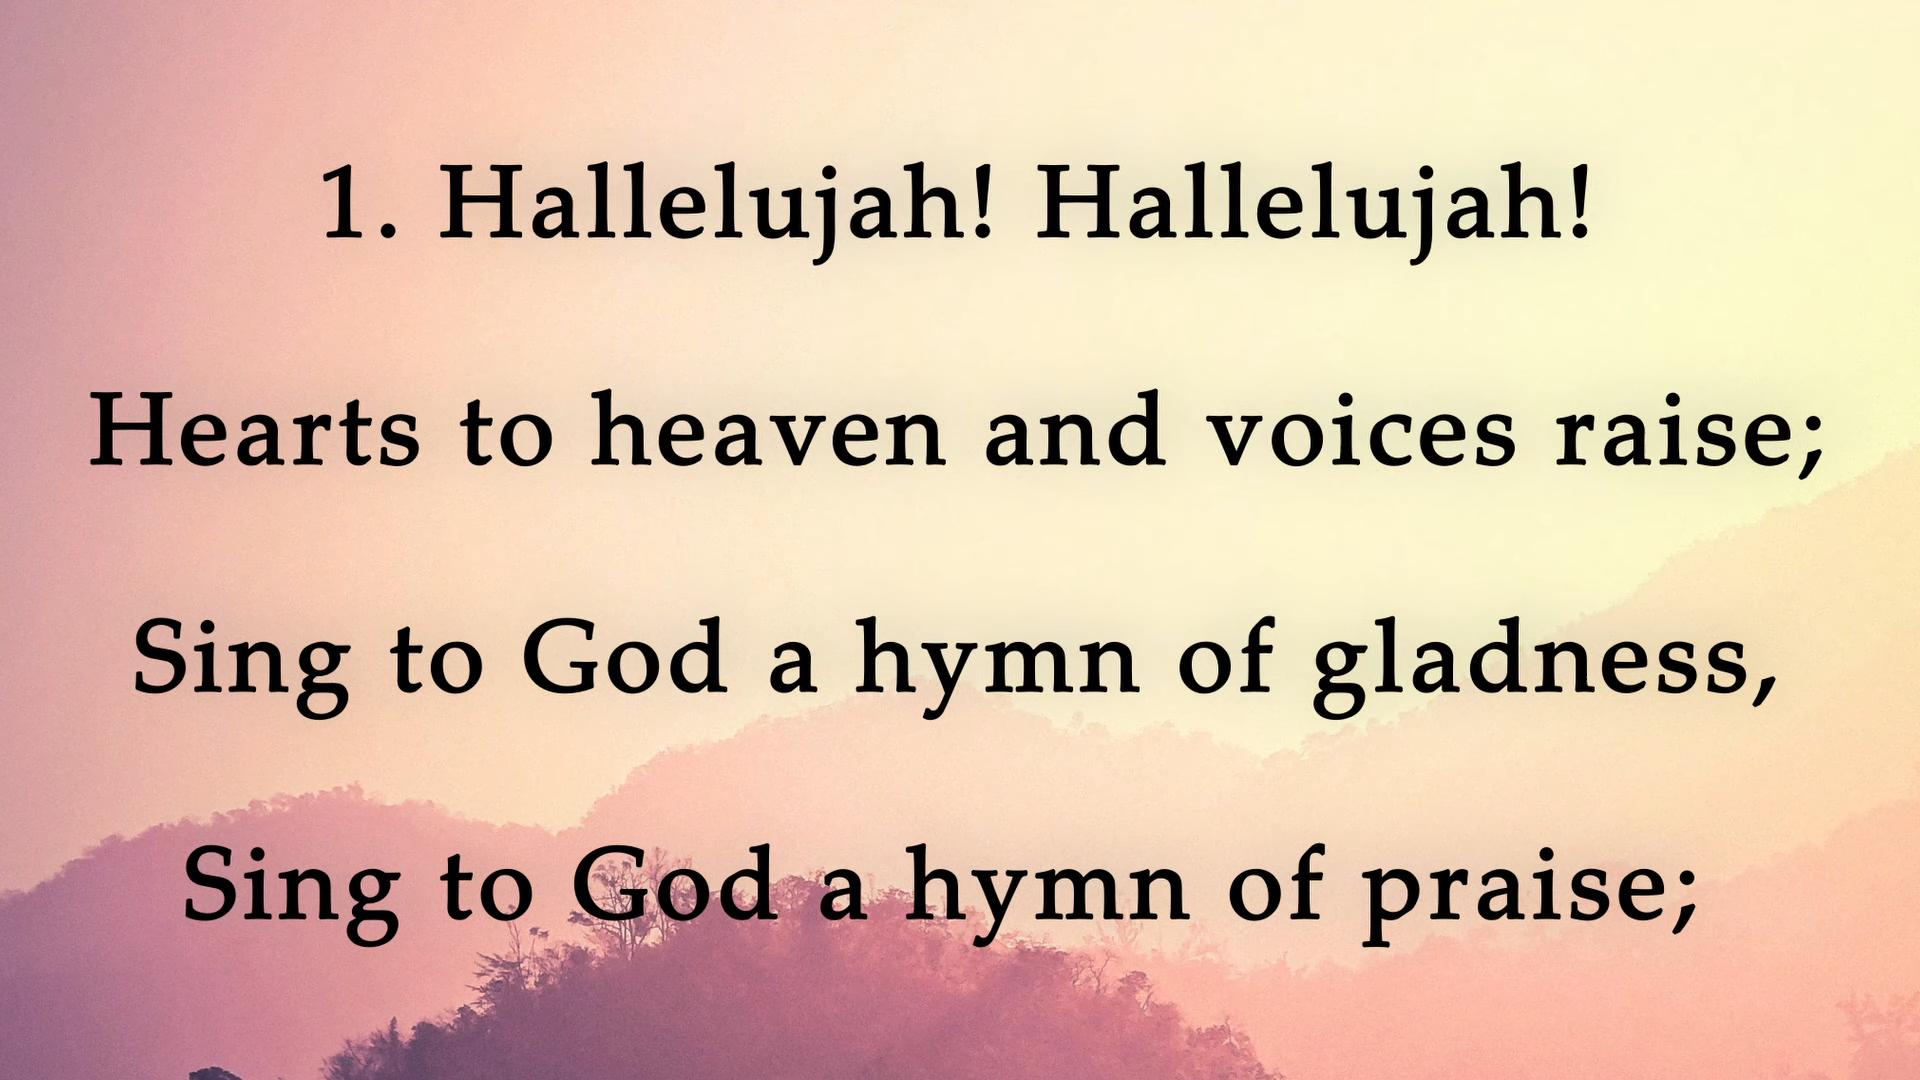 1. Hallelujah! Hallelujah!
Hearts to heaven and voices raise;
Sing to God a hymn of gladness,
Sing to God a hymn of praise;